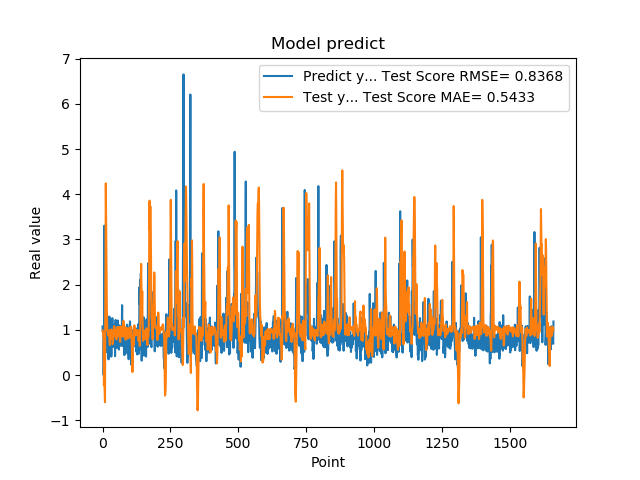 Model predict
Predict y... Test Score RMSE= 0.8368
Test y... Test Score MAE= 0.5433
7
6
5
4
3
2
1
0
−1
Real value
0 250 500 750 1000 1250 1500
Point